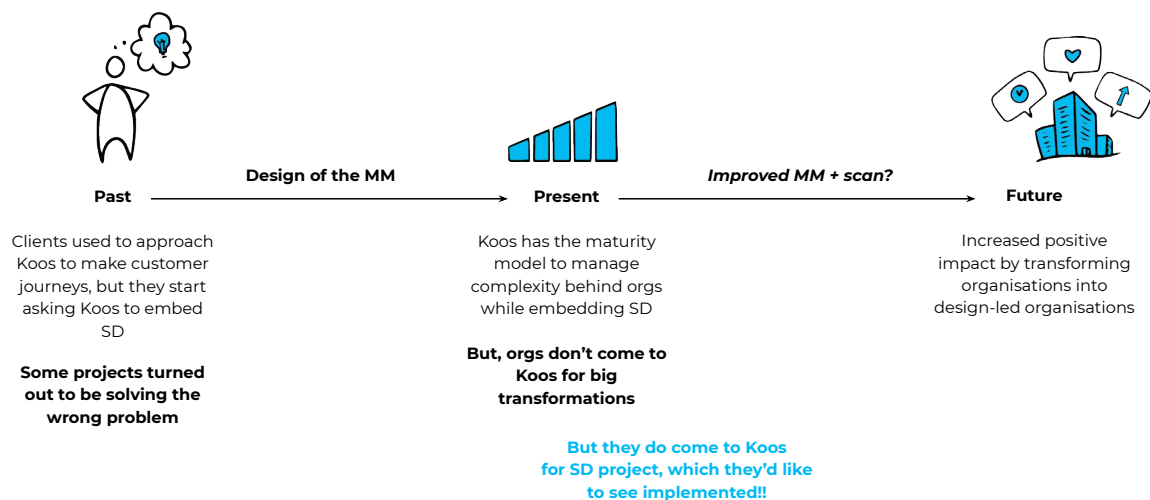 Design of the MM
Improved MM + scan?
Past
Present
Future
Clients used to approach
Koos to make customer
journeys, but they start
asking Koos to embed
SD
Some projects turned
out to be solving the
wrong problem
Koos has the maturity
model to manage
complexity behind orgs
while embedding SD
But, orgs don’t come to
Koos for big
transformations
But they do come to Koos
for SD project, which they’d like
to see implemented!!
Increased positive
impact by transforming
organisations into
design-led organisations